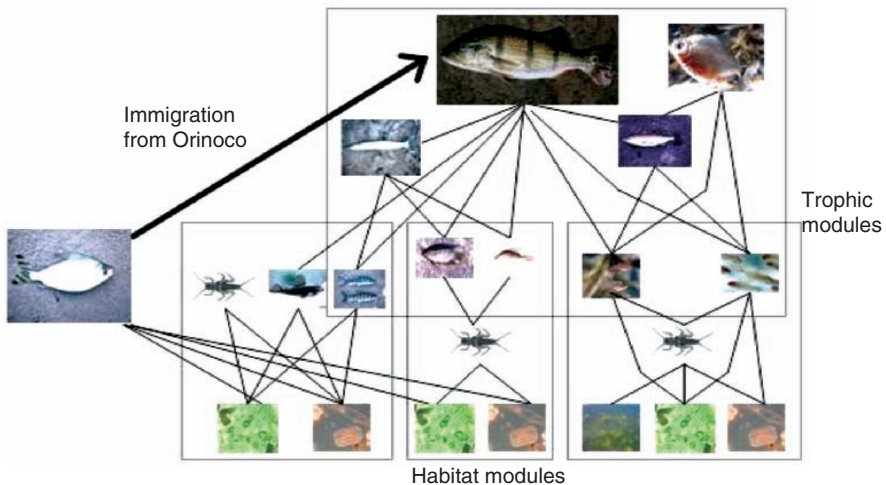 Immigration
from Orinoco
Trophic
modules
Habitat modules